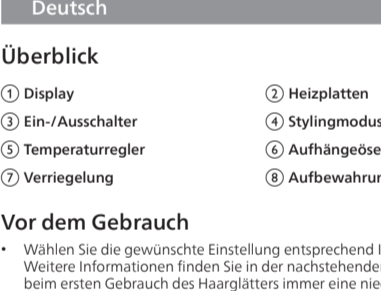 Deutsch
Überblick
① Display
② Heizplatten
③ Ein-/Ausschalter
④ Stylingmodus
⑤ Temperaturregler
⑥ Aufhängeöse
⑦ Verriegelung
⑧
Vor dem Gebrauch
• Wählen Sie die gewünschte Einstellung entsprechend
Weitere Informationen finden Sie in der
beim ersten Gebrauch des Haarglätters immer eine